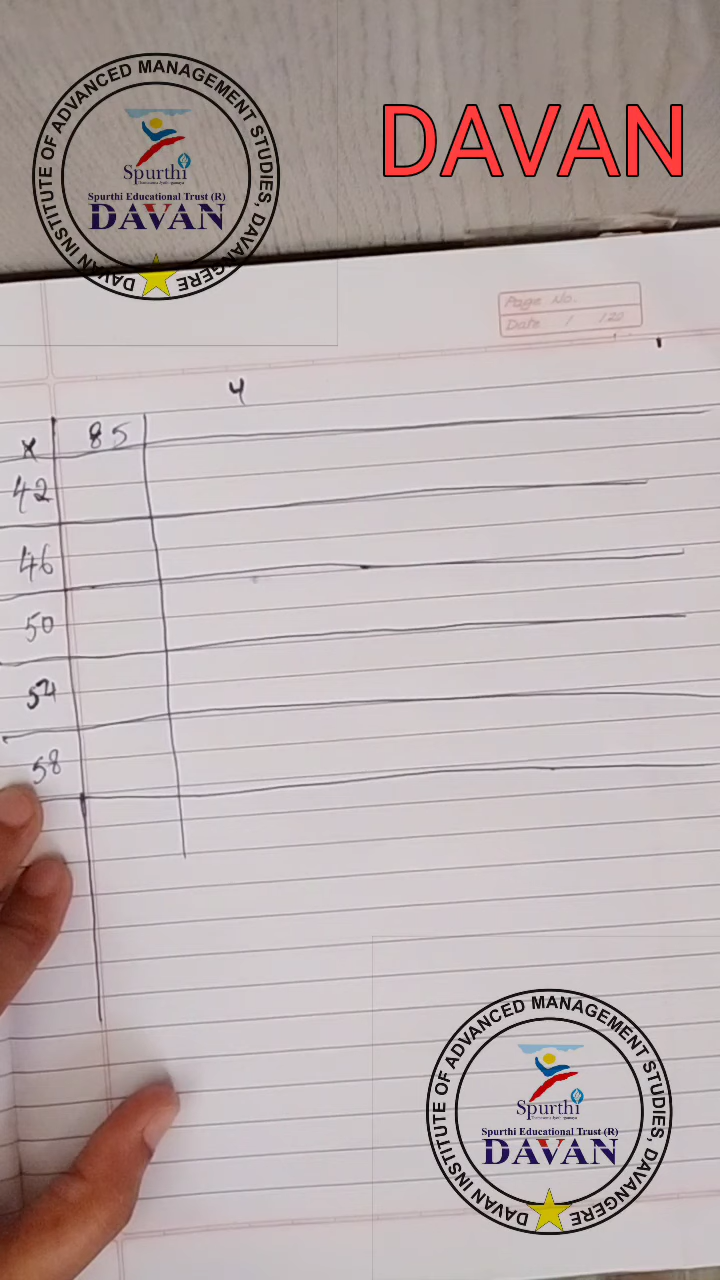 DAVAN
DAVAN INSTITUTE OF ADVANCED MANAGEMENT STUDIES, DAVANGERE
Spurthi
Spurthi Educational Trust (R)
DAVAN
Page No.
Date / /20
4
x 85
42
46
50
54
58
DAVAN INSTITUTE OF ADVANCED MANAGEMENT STUDIES, DAVANGERE
Spurthi
Spurthi Educational Trust (R)
DAVAN